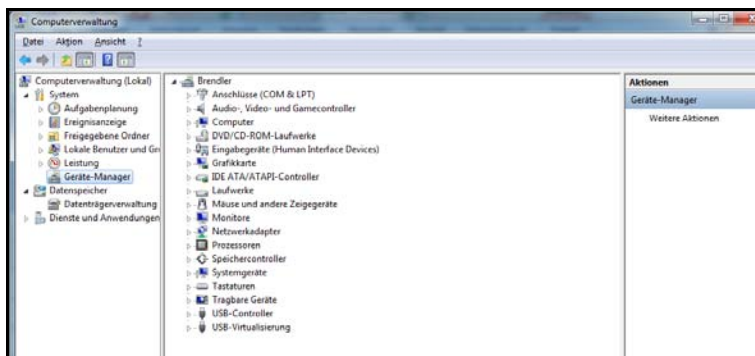 Computerverwaltung
Datei Aktion Ansicht ?
Computerverwaltung (Lokal)
System
Aufgabenplanung
Ereignisanzeige
Freigegebene Ordner
Lokale Benutzer und Gr
Leistung
Geräte-Manager
Datenspeicher
Datenträgerverwaltung
Dienste und Anwendungen
Brendler
Anschlüsse (COM & LPT)
Audio-, Video- und Gamecontroller
Computer
DVD/CD-ROM-Laufwerke
Eingabegeräte (Human Interface Devices)
Grafikkarte
IDE ATA/ATAPI-Controller
Laufwerke
Mäuse und andere Zeigegeräte
Monitore
Netzwerkadapter
Prozessoren
Speichercontroller
Systemgeräte
Tastaturen
Tragbare Geräte
USB-Controller
USB-Virtualisierung
Aktionen
Geräte-Manager
Weitere Aktionen